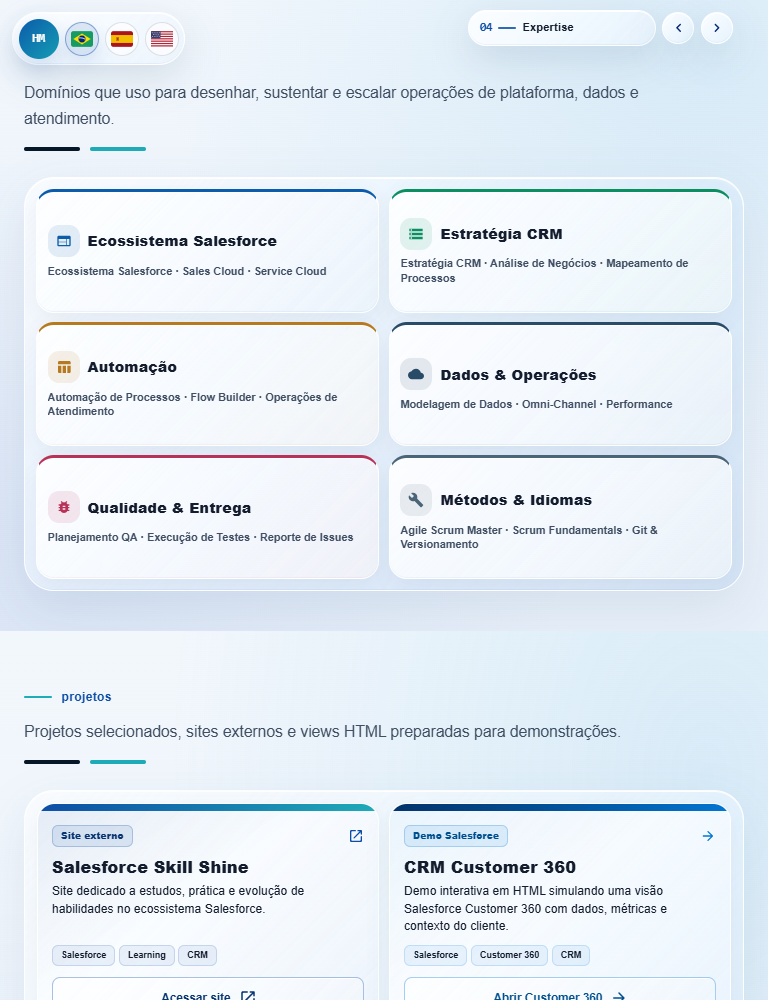 HM
04 Expertise
Domínios que uso para desenhar, sustentar e escalar operações de plataforma, dados e
atendimento.
Ecossistema Salesforce
Ecossistema Salesforce · Sales Cloud · Service Cloud
Estratégia CRM
Estratégia CRM · Análise de Negócios · Mapeamento de
Processos
Automação
Automação de Processos · Flow Builder · Operações de
Atendimento
Dados & Operações
Modelagem de Dados · Omni-Channel · Performance
Qualidade & Entrega
Planejamento QA · Execução de Testes · Reporte de Issues
Métodos & Idiomas
Agile Scrum Master · Scrum Fundamentals · Git &
Versionamento
projetos
Projetos selecionados, sites externos e views HTML preparadas para demonstrações.
Site externo
Salesforce Skill Shine
Site dedicado a estudos, prática e evolução de
habilidades no ecossistema Salesforce.
Salesforce Learning CRM
Acessar site
Demo Salesforce
CRM Customer 360
Demo interativa em HTML simulando uma visão
Salesforce Customer 360 com dados, métricas e
contexto do cliente.
Salesforce Customer 360 CRM
Abrir Customer 360